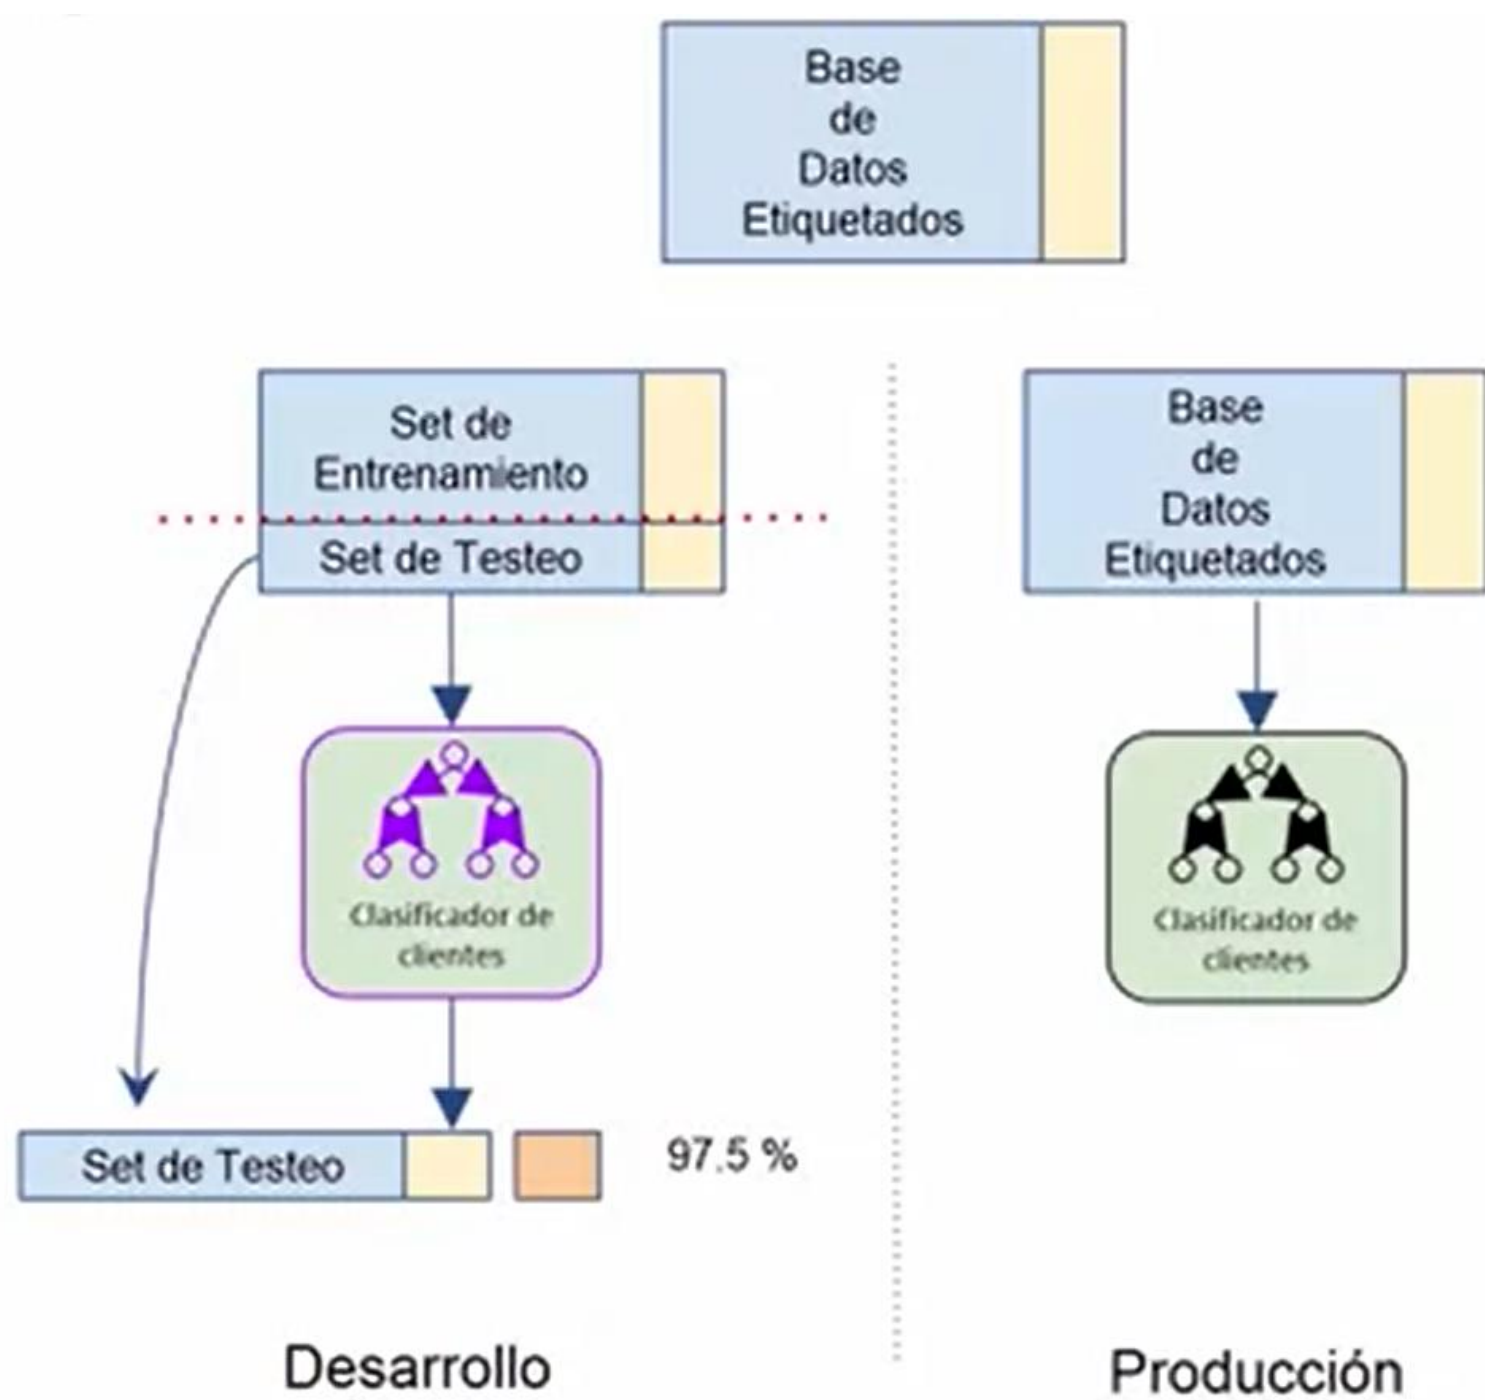 Base
de
Datos
Etiquetados
Set de
Entrenamiento
Set de Testeo
Clasificador de
clientes
Set de Testeo
97.5 %
Desarrollo
Base
de
Datos
Etiquetados
Clasificador de
clientes
Producción